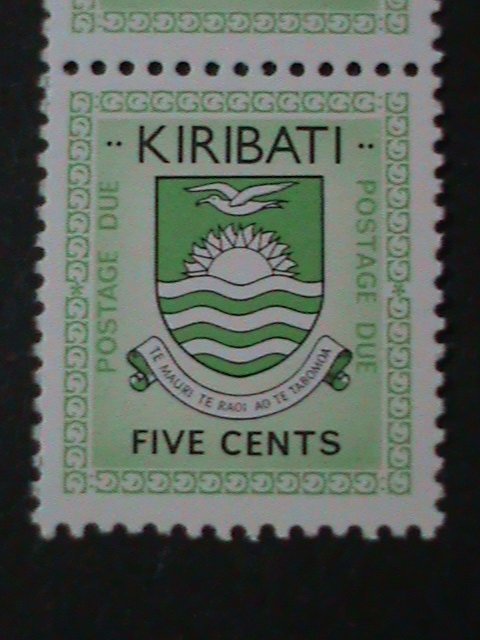 ·· KIRIBATI ··
POSTAGE DUE
POSTAGE DUE
TE MAURI TE RAOI AO TE TABOMOA
FIVE CENTS